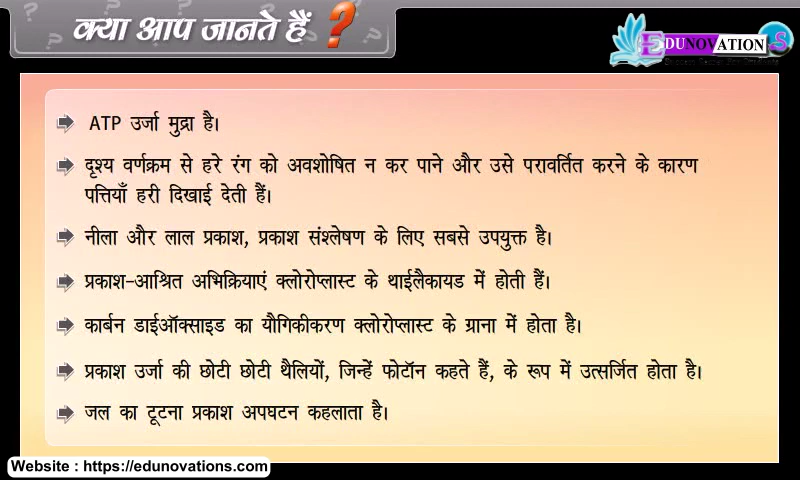 क्या आप जानते हैं ?
EDUNOVATION.S
ATP उर्जा मुद्रा है।
दृश्य वर्णक्रम से हरे रंग को अवशोषित न कर पाने और उसे परावर्तित करने के कारण
पत्तियाँ हरी दिखाई देती हैं।
नीला और लाल प्रकाश, प्रकाश संश्लेषण के लिए सबसे उपयुक्त है।
प्रकाश-आश्रित अभिक्रियाएं क्लोरोप्लास्ट के थाईलैकायड में होती हैं।
कार्बन डाईऑक्साइड का यौगिकीकरण क्लोरोप्लास्ट के ग्राना में होता है।
प्रकाश उर्जा की छोटी छोटी थैलियों, जिन्हें फोटॉन कहते हैं, के रूप में उत्सर्जित होता है।
जल का टूटना प्रकाश अपघटन कहलाता है।
Website : https://edunovations.com